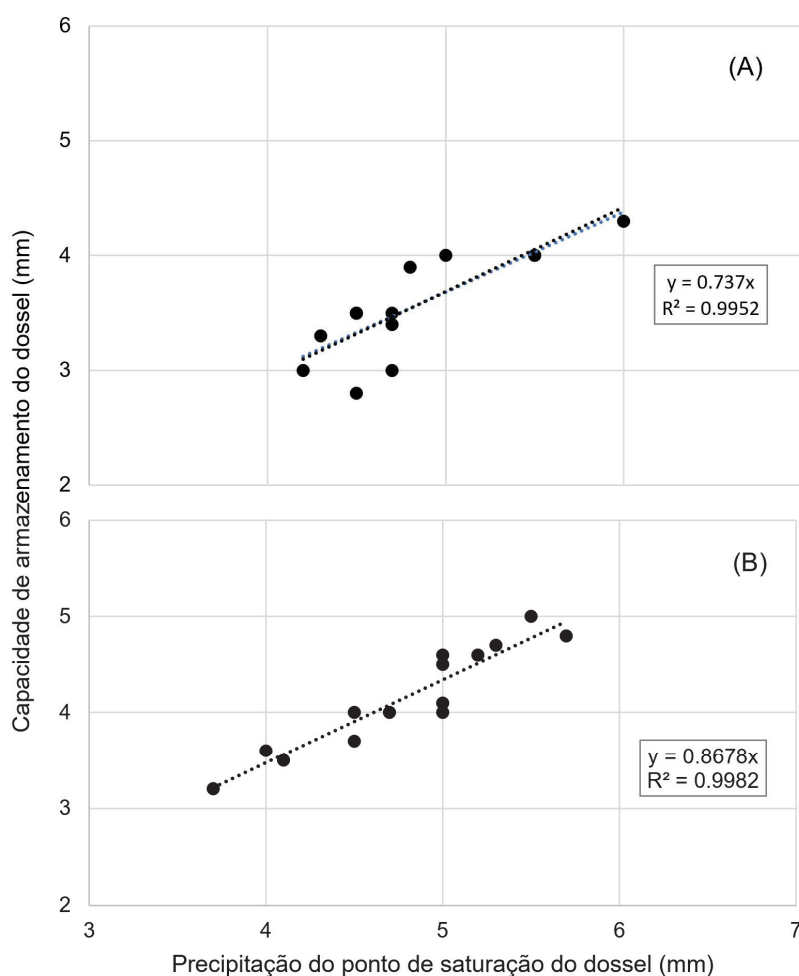 Capacidade de armazenamento do dossel (mm)
6
(A)
5
4
y = 0.737x
R² = 0.9952
3
2
6
(B)
5
4
y = 0.8678x
R² = 0.9982
3
2
3 4 5 6 7
Precipitação do ponto de saturação do dossel (mm)